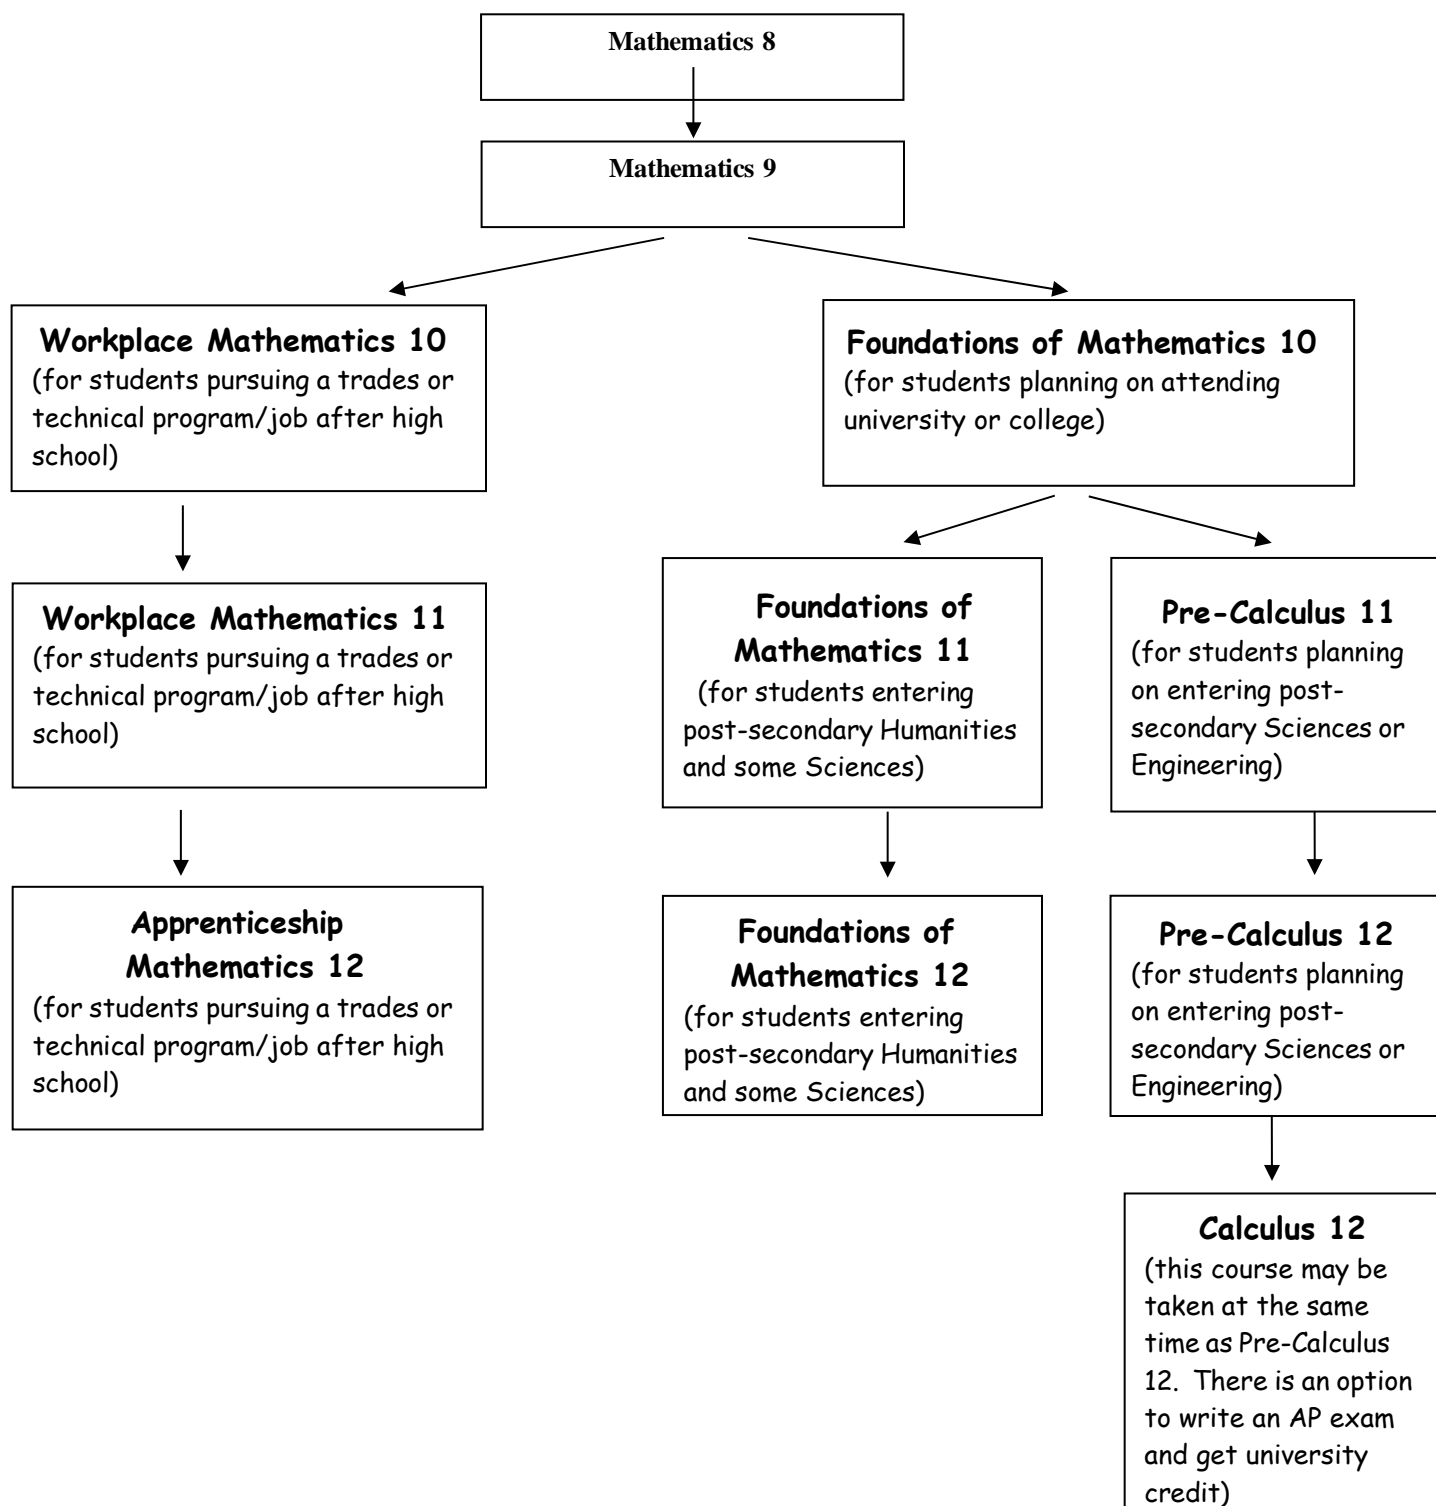 Mathematics 8
Mathematics 9
Workplace Mathematics 10
(for students pursuing a trades or
technical program/job after high
school)
Foundations of Mathematics 10
(for students planning on attending
university or college)
Workplace Mathematics 11
(for students pursuing a trades or
technical program/job after high
school)
Foundations of
Mathematics 11
(for students entering
post-secondary Humanities
and some Sciences)
Pre-Calculus 11
(for students planning
on entering post-
secondary Sciences or
Engineering)
Apprenticeship
Mathematics 12
(for students pursuing a trades or
technical program/job after high
school)
Foundations of
Mathematics 12
(for students entering
post-secondary Humanities
and some Sciences)
Pre-Calculus 12
(for students planning
on entering post-
secondary Sciences or
Engineering)
Calculus 12
(this course may be
taken at the same
time as Pre-Calculus
12.  There is an option
to write an AP exam
and get university
credit)